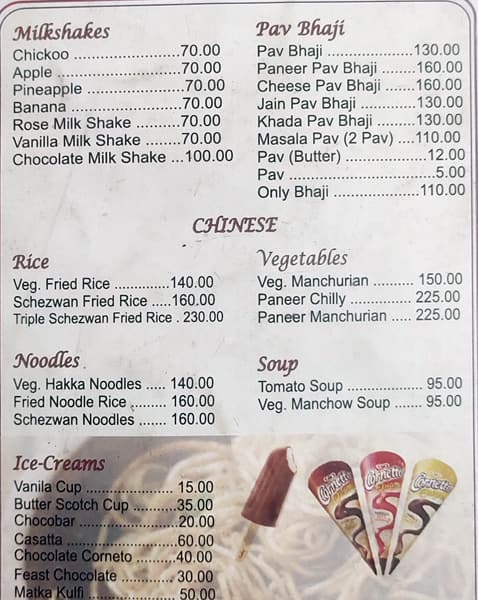 Milkshakes
Chickoo ........................70.00
Apple ............................70.00
Pineapple .....................70.00
Banana .........................70.00
Rose Milk Shake ..........70.00
Vanilla Milk Shake ........70.00
Chocolate Milk Shake ...100.00
Pav Bhaji
Pav Bhaji ...................130.00
Paneer Pav Bhaji ........160.00
Cheese Pav Bhaji .......160.00
Jain Pav Bhaji ............130.00
Khada Pav Bhaji .........130.00
Masala Pav (2 Pav) ....110.00
Pav (Butter) ...................12.00
Pav .................................5.00
Only Bhaji ...................110.00
CHINESE
Rice
Veg. Fried Rice ..............140.00
Schezwan Fried Rice .....160.00
Triple Schezwan Fried Rice . 230.00
Vegetables
Veg. Manchurian .......... 150.00
Paneer Chilly ............... 225.00
Paneer Manchurian ..... 225.00
Noodles
Veg. Hakka Noodles ..... 140.00
Fried Noodle Rice ......... 160.00
Schezwan Noodles ....... 160.00
Soup
Tomato Soup .................. 95.00
Veg. Manchow Soup ....... 95.00
Ice-Creams
Vanila Cup ...................... 15.00
Butter Scotch Cup ...........35.00
Chocobar ........................20.00
Casatta ...........................60.00
Chocolate Corneto ..........40.00
Feast Chocolate ............. 30.00
Matka Kulfi ..................... 50.00
Cornetto
Cornetto
Cornetto